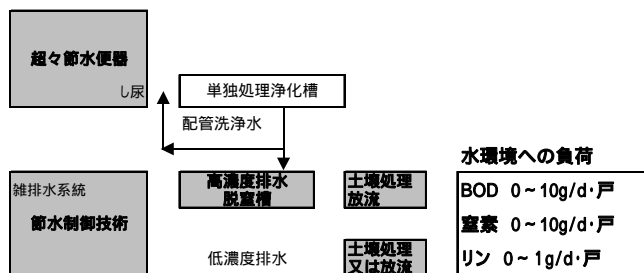 超々節水便器
し尿
単独処理浄化槽
配管洗浄水
水環境への負荷
雑排水系統
節水制御技術
高濃度排水
脱窒槽
土壌処理
放流
BOD 0~10g/d・戸
窒素 0~10g/d・戸
リン 0~1g/d・戸
低濃度排水
土壌処理
又は放流